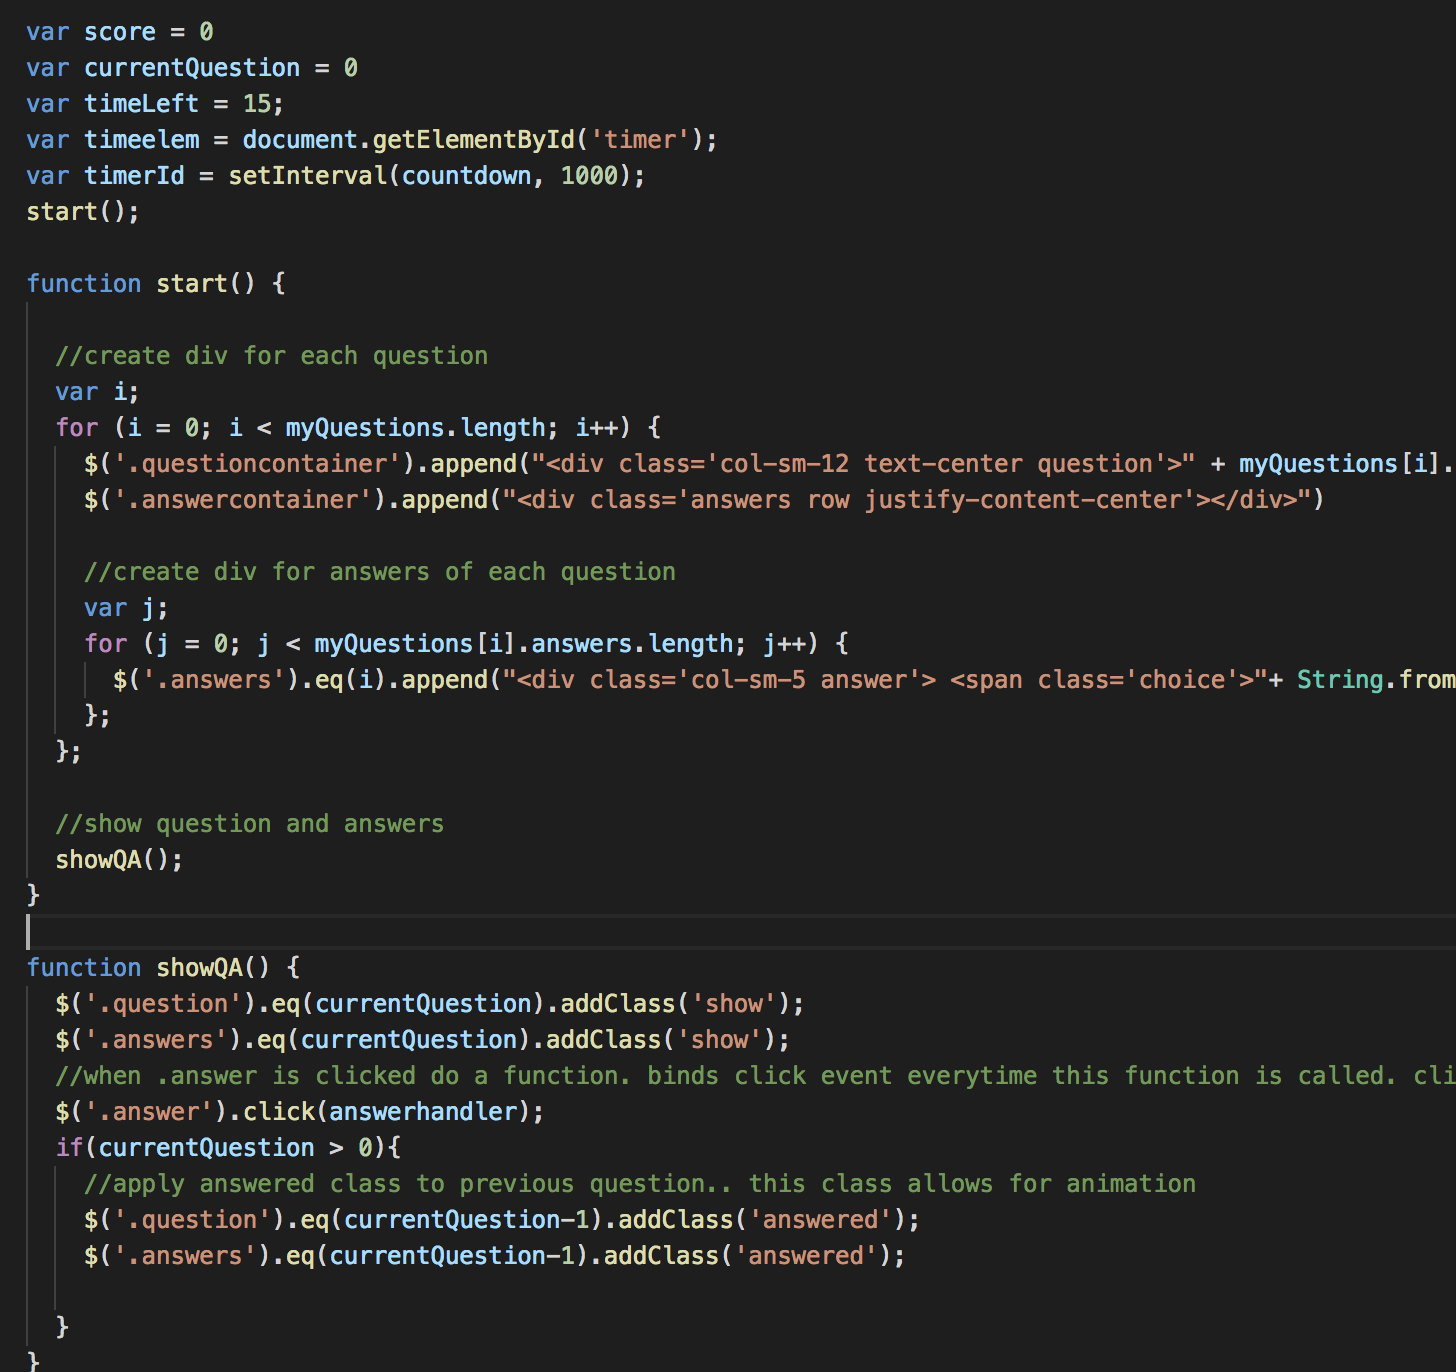 var score = 0
var currentQuestion = 0
var timeLeft = 15;
var timeelem = document.getElementById('timer');
var timerId = setInterval(countdown, 1000);
start();
function start() {
//create div for each question
var i;
for (i = 0; i < myQuestions.length; i++) {
$('.questioncontainer').append("<div class='col-sm-12 text-center question'>" + myQuestions[i].
$('.answercontainer').append("<div class='answers row justify-content-center'></div>")
//create div for answers of each question
var j;
for (j = 0; j < myQuestions[i].answers.length; j++) {
$('.answers').eq(i).append("<div class='col-sm-5 answer'> <span class='choice'>"+ String.from
};
};
//show question and answers
showQA();
}
function showQA() {
$('.question').eq(currentQuestion).addClass('show');
$('.answers').eq(currentQuestion).addClass('show');
//when .answer is clicked do a function. binds click event everytime this function is called. cli
$('.answer').click(answerhandler);
if(currentQuestion > 0){
//apply answered class to previous question.. this class allows for animation
$('.question').eq(currentQuestion-1).addClass('answered');
$('.answers').eq(currentQuestion-1).addClass('answered');
}
}